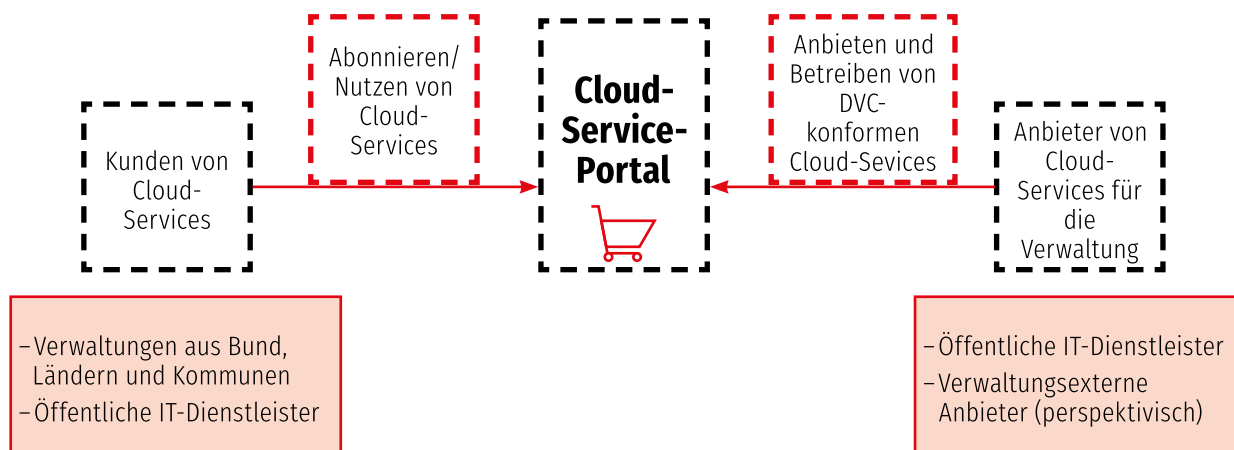 Kunden von
Cloud-
Services
Abonnieren/
Nutzen von
Cloud-
Services
Cloud-
Service-
Portal
Anbieten und
Betreiben von
DVC-
konformen
Cloud-Sevices
Anbieter von
Cloud-
Services für
die
Verwaltung
– Verwaltungen aus Bund,
Ländern und Kommunen
– Öffentliche IT-Dienstleister
– Öffentliche IT-Dienstleister
– Verwaltungsexterne
Anbieter (perspektivisch)